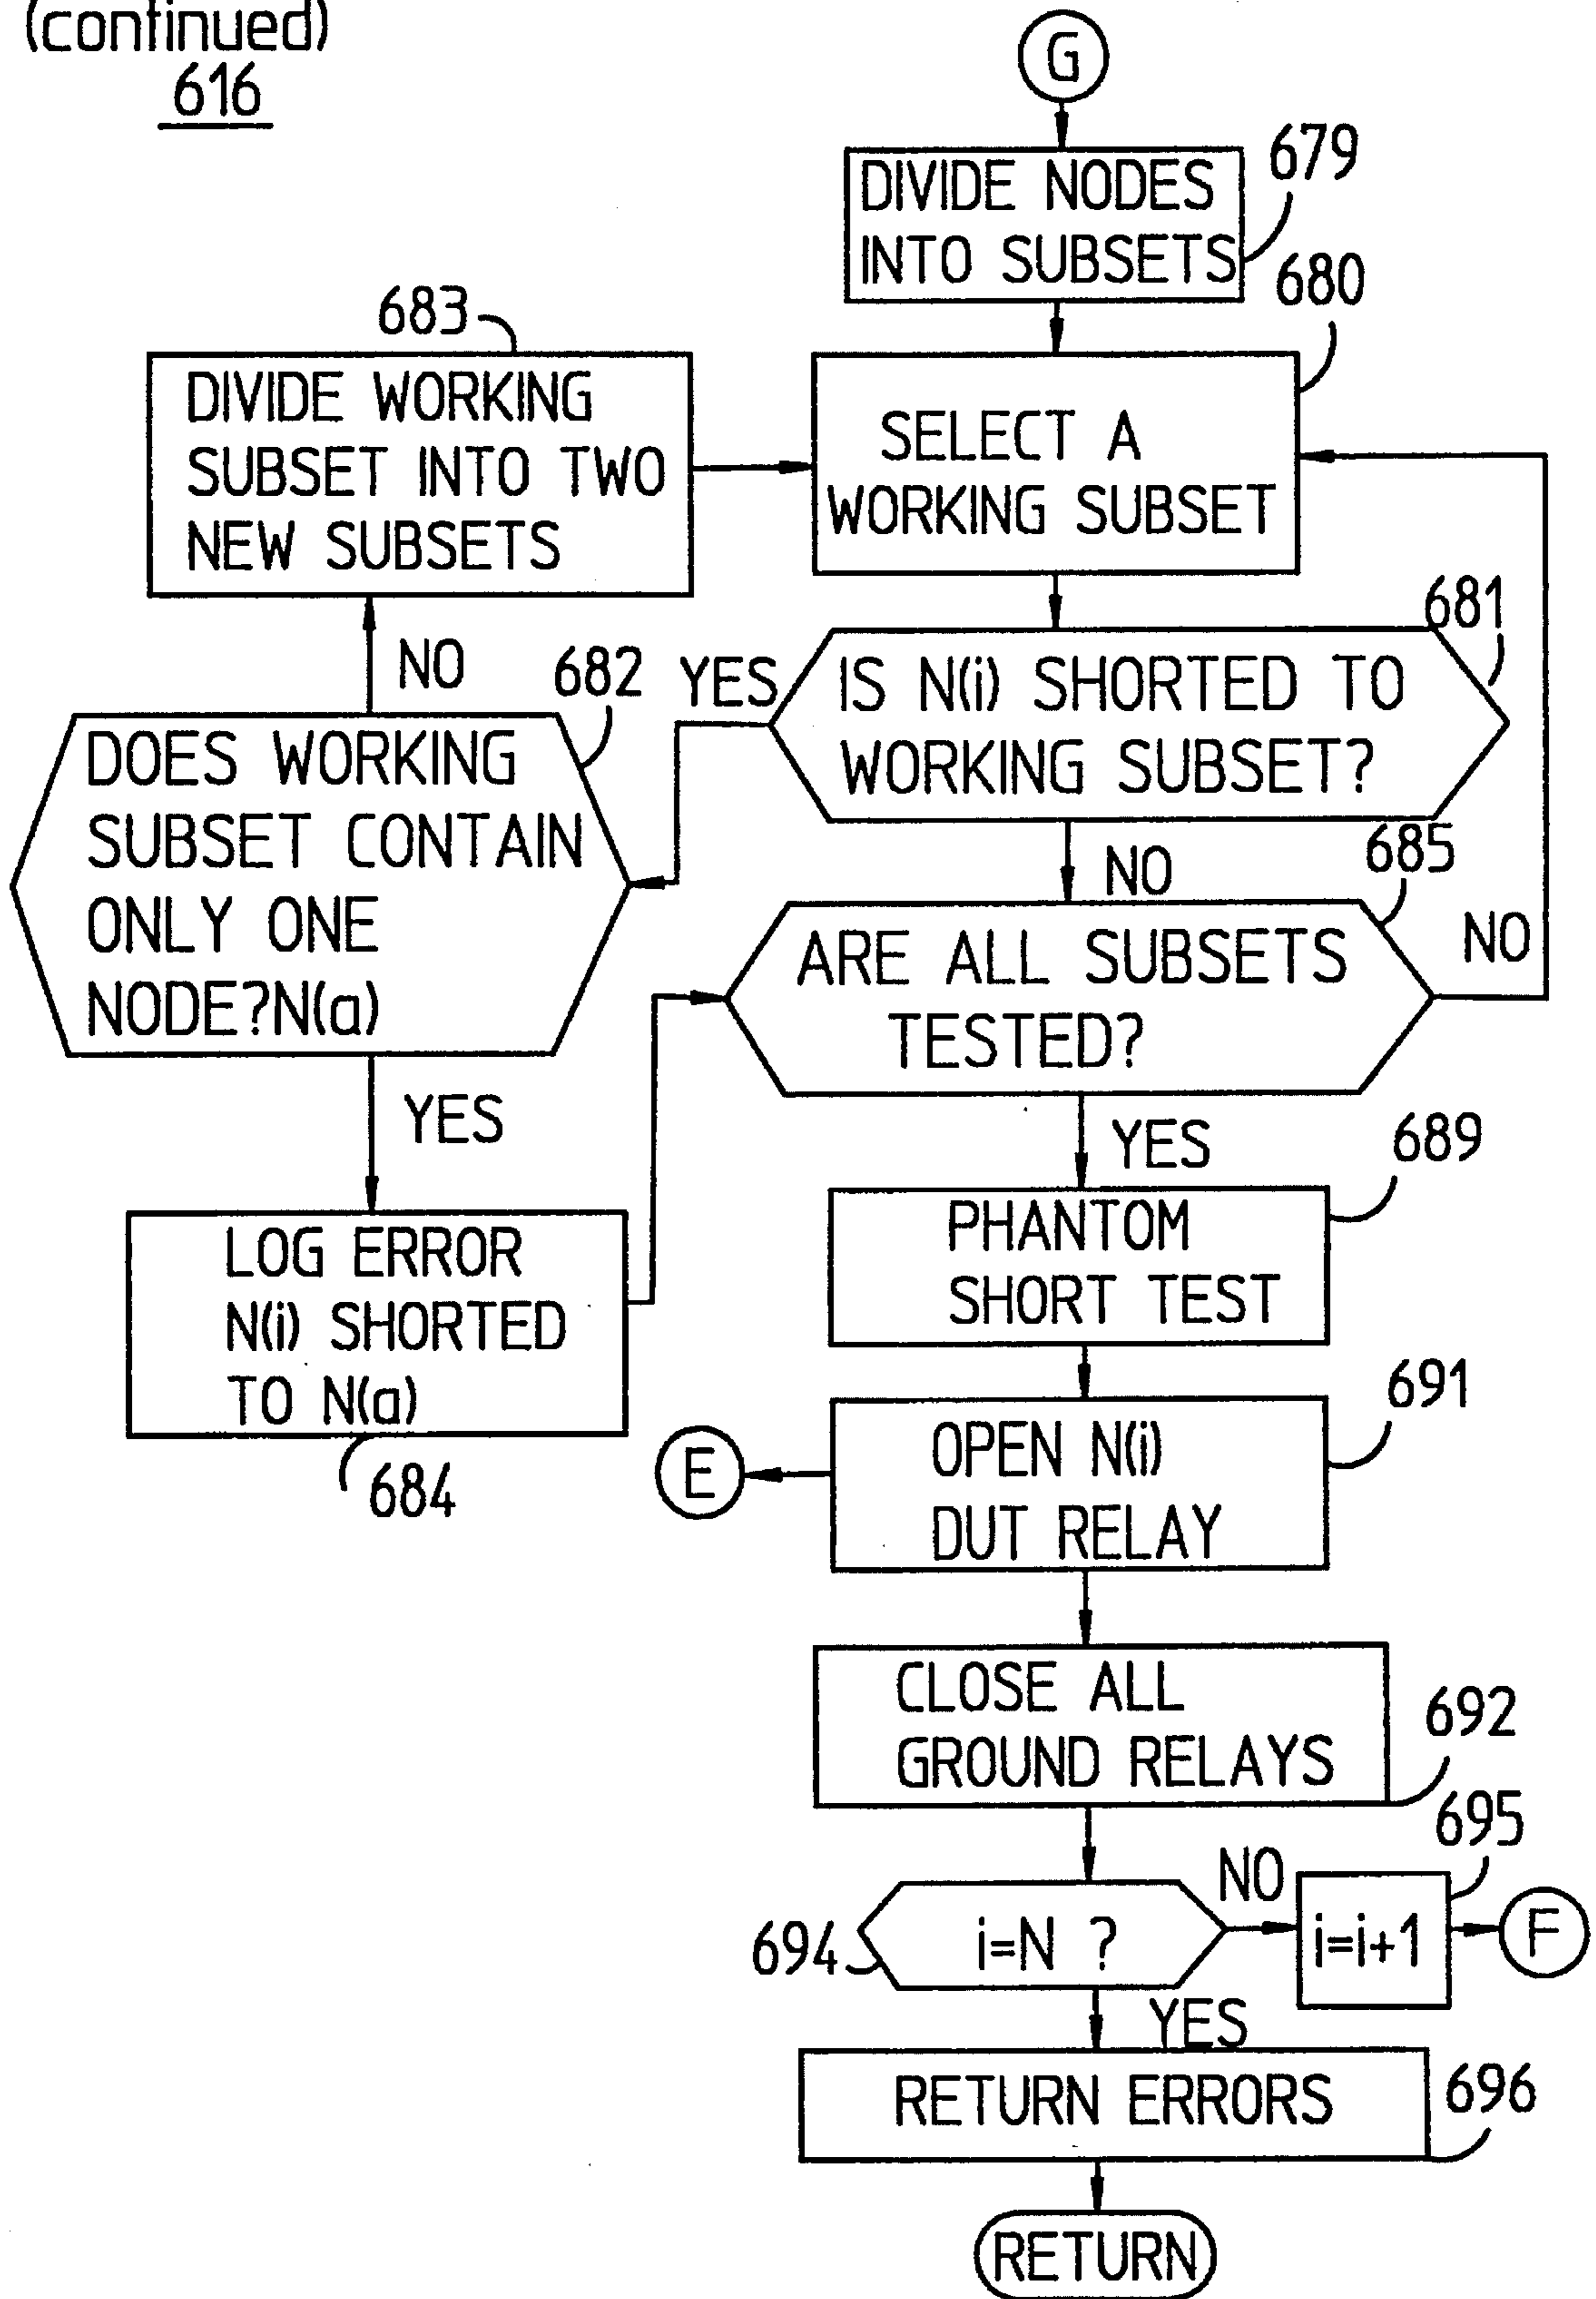 (continued)
616
G
DIVIDE NODES
INTO SUBSETS
679
680
683
DIVIDE WORKING
SUBSET INTO TWO
NEW SUBSETS
SELECT A
WORKING SUBSET
681
NO
682
YES
IS N(i) SHORTED TO
WORKING SUBSET?
DOES WORKING
SUBSET CONTAIN
ONLY ONE
NODE?N(a)
NO
685
ARE ALL SUBSETS
TESTED?
NO
YES
YES
689
LOG ERROR
N(i) SHORTED
TO N(a)
684
PHANTOM
SHORT TEST
691
E
OPEN N(i)
DUT RELAY
CLOSE ALL
GROUND RELAYS
692
695
NO
694
i=N ?
i=i+1
F
YES
RETURN ERRORS
696
RETURN